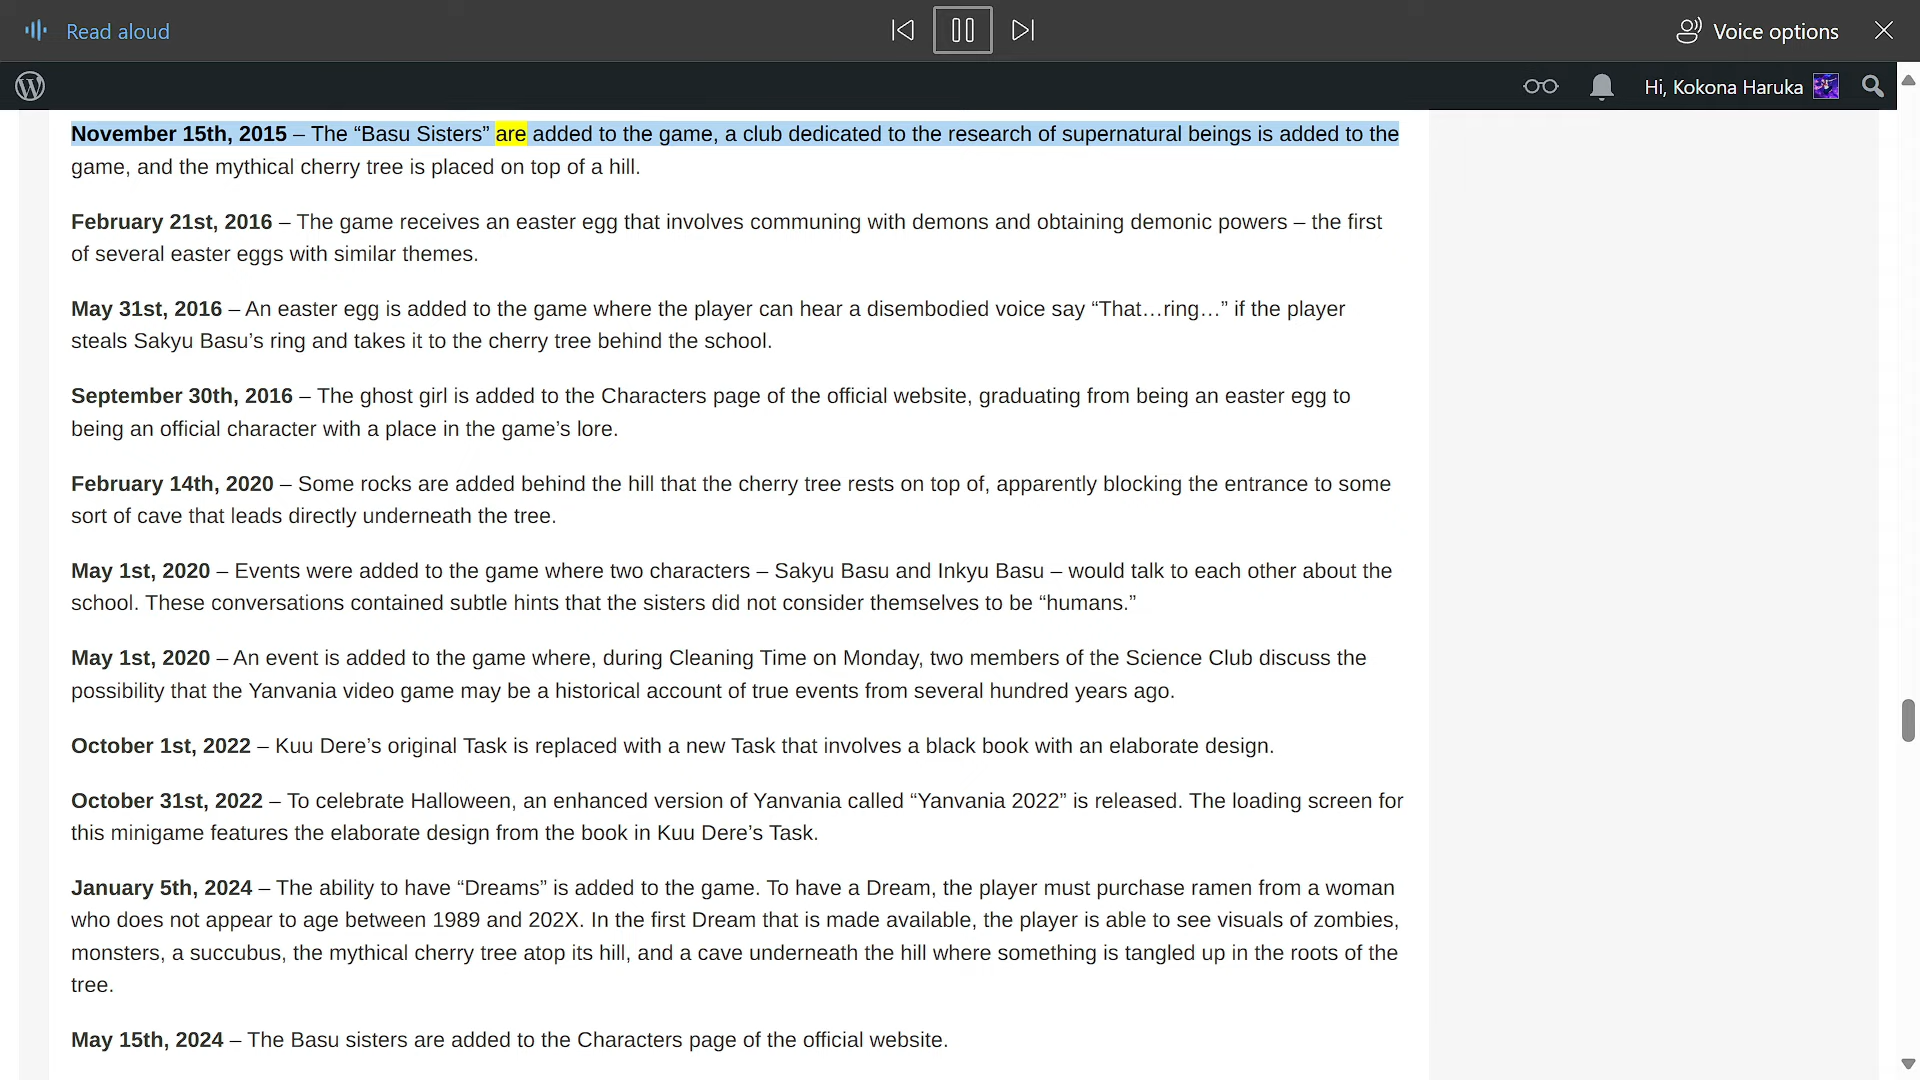 Read aloud
Voice options
Hi, Kokona Haruka
November 15th, 2015 – The “Basu Sisters” are added to the game, a club dedicated to the research of supernatural beings is added to the
game, and the mythical cherry tree is placed on top of a hill.
February 21st, 2016 – The game receives an easter egg that involves communing with demons and obtaining demonic powers – the first
of several easter eggs with similar themes.
May 31st, 2016 – An easter egg is added to the game where the player can hear a disembodied voice say “That…ring…” if the player
steals Sakyu Basu’s ring and takes it to the cherry tree behind the school.
September 30th, 2016 – The ghost girl is added to the Characters page of the official website, graduating from being an easter egg to
being an official character with a place in the game’s lore.
February 14th, 2020 – Some rocks are added behind the hill that the cherry tree rests on top of, apparently blocking the entrance to some
sort of cave that leads directly underneath the tree.
May 1st, 2020 – Events were added to the game where two characters – Sakyu Basu and Inkyu Basu – would talk to each other about the
school. These conversations contained subtle hints that the sisters did not consider themselves to be “humans.”
May 1st, 2020 – An event is added to the game where, during Cleaning Time on Monday, two members of the Science Club discuss the
possibility that the Yanvania video game may be a historical account of true events from several hundred years ago.
October 1st, 2022 – Kuu Dere’s original Task is replaced with a new Task that involves a black book with an elaborate design.
October 31st, 2022 – To celebrate Halloween, an enhanced version of Yanvania called “Yanvania 2022” is released. The loading screen for
this minigame features the elaborate design from the book in Kuu Dere’s Task.
January 5th, 2024 – The ability to have “Dreams” is added to the game. To have a Dream, the player must purchase ramen from a woman
who does not appear to age between 1989 and 202X. In the first Dream that is made available, the player is able to see visuals of zombies,
monsters, a succubus, the mythical cherry tree atop its hill, and a cave underneath the hill where something is tangled up in the roots of the
tree.
May 15th, 2024 – The Basu sisters are added to the Characters page of the official website.